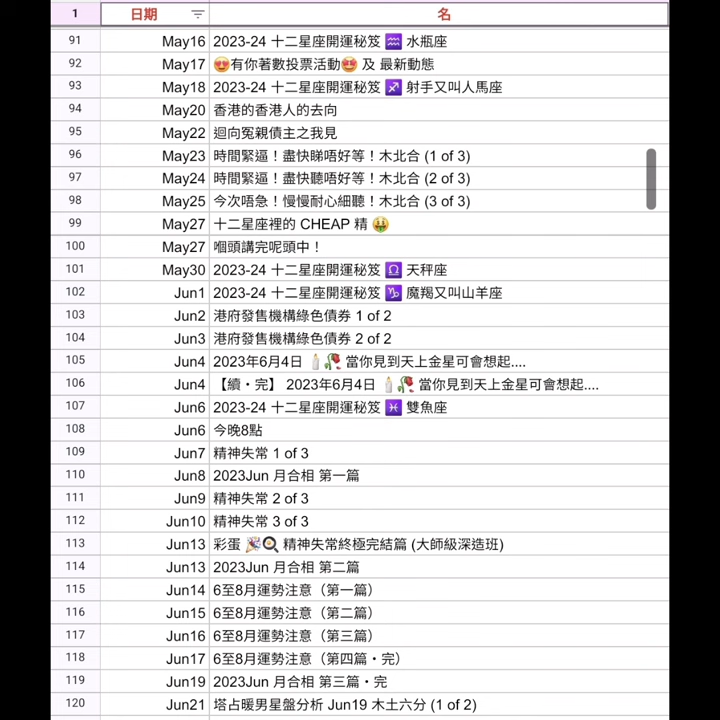 1 日期 名
91 May16 2023-24 十二星座開運秘笈 ♒ 水瓶座
92 May17 😍有你著數投票活動😍 及 最新動態
93 May18 2023-24 十二星座開運秘笈 ♐ 射手又叫人馬座
94 May20 香港的香港人的去向
95 May22 迴向冤親債主之我見
96 May23 時間緊逼！盡快睇唔好等！木北合 (1 of 3)
97 May24 時間緊逼！盡快聽唔好等！木北合 (2 of 3)
98 May25 今次唔急！慢慢耐心細聽！木北合 (3 of 3)
99 May27 十二星座裡的 CHEAP 精 🤑
100 May27 嗰頭講完呢頭中！
101 May30 2023-24 十二星座開運秘笈 ♎ 天秤座
102 Jun1 2023-24 十二星座開運秘笈 ♑ 魔羯又叫山羊座
103 Jun2 港府發售機構綠色債券 1 of 2
104 Jun3 港府發售機構綠色債券 2 of 2
105 Jun4 2023年6月4日 🕯️🥀 當你見到天上金星可會想起....
106 Jun4 【續・完】 2023年6月4日 🕯️🥀 當你見到天上金星可會想起....
107 Jun6 2023-24 十二星座開運秘笈 ♓ 雙魚座
108 Jun6 今晚8點
109 Jun7 精神失常 1 of 3
110 Jun8 2023Jun 月合相 第一篇
111 Jun9 精神失常 2 of 3
112 Jun10 精神失常 3 of 3
113 Jun13 彩蛋 🎉🍳 精神失常終極完結篇 (大師級深造班)
114 Jun13 2023Jun 月合相 第二篇
115 Jun14 6至8月運勢注意（第一篇）
116 Jun15 6至8月運勢注意（第二篇）
117 Jun16 6至8月運勢注意（第三篇）
118 Jun17 6至8月運勢注意（第四篇・完）
119 Jun19 2023Jun 月合相 第三篇・完
120 Jun21 塔占暖男星盤分析 Jun19 木土六分 (1 of 2)